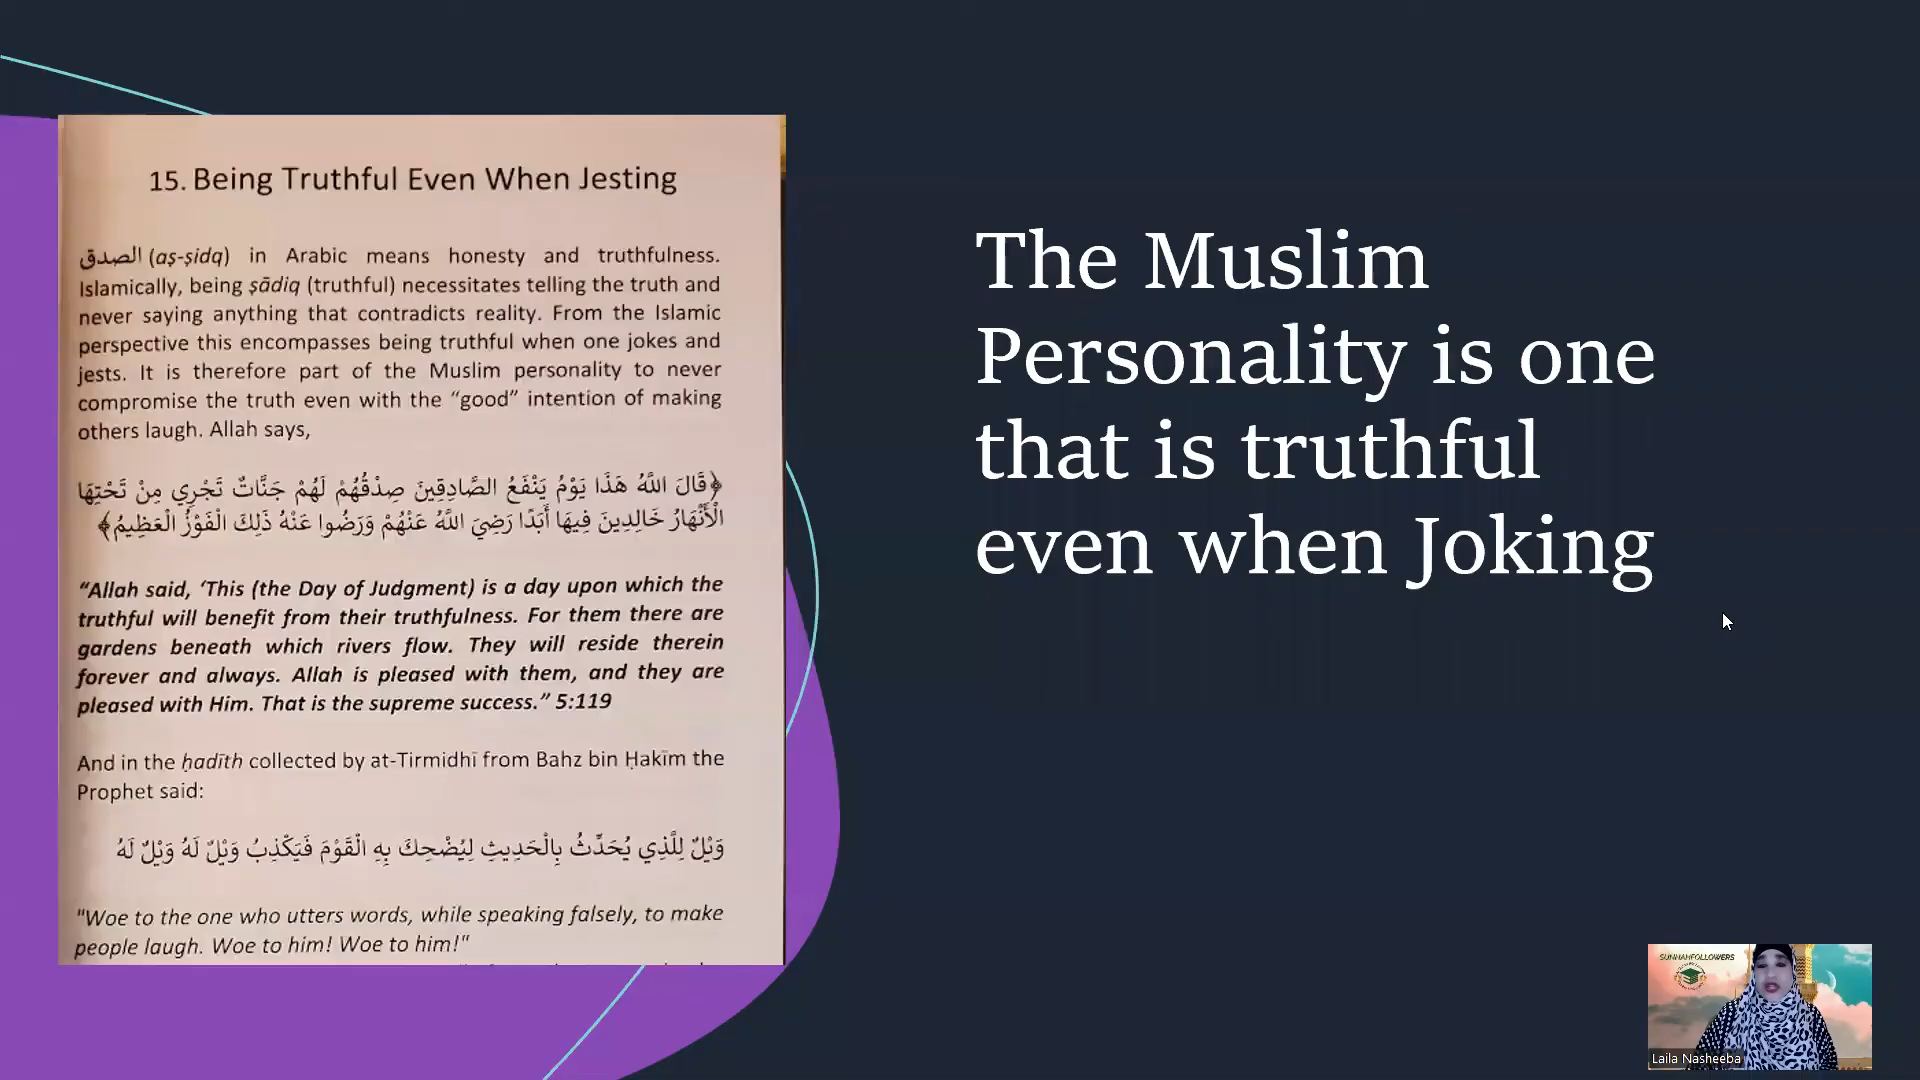 15. Being Truthful Even When Jesting
الصدق (aṣ-ṣidq) in Arabic means honesty and truthfulness.
Islamically, being ṣādiq (truthful) necessitates telling the truth and
never saying anything that contradicts reality. From the Islamic
perspective this encompasses being truthful when one jokes and
jests. It is therefore part of the Muslim personality to never
compromise the truth even with the “good” intention of making
others laugh. Allah says,
﴿قَالَ اللَّهُ هَذَا يَوْمُ يَنْفَعُ الصَّادِقِينَ صِدْقُهُمْ لَهُمْ جَنَّاتٌ تَجْرِي مِنْ تَحْتِهَا
الْأَنْهَارُ خَالِدِينَ فِيهَا أَبَدًا رَضِيَ اللَّهُ عَنْهُمْ وَرَضُوا عَنْهُ ذَلِكَ الْفَوْزُ الْعَظِيمُ﴾
“Allah said, ‘This (the Day of Judgment) is a day upon which the
truthful will benefit from their truthfulness. For them there are
gardens beneath which rivers flow. They will reside therein
forever and always. Allah is pleased with them, and they are
pleased with Him. That is the supreme success.” 5:119
And in the ḥadīth collected by at-Tirmidhī from Bahz bin Ḥakīm the
Prophet said:
وَيْلٌ لِلَّذِي يُحَدِّثُ بِالْحَدِيثِ لِيُضْحِكَ بِهِ الْقَوْمَ فَيَكْذِبُ وَيْلٌ لَهُ وَيْلٌ لَهُ
"Woe to the one who utters words, while speaking falsely, to make
people laugh. Woe to him! Woe to him!"
The Muslim
Personality is one
that is truthful
even when Joking
SUNNAHFOLLOWERS
Laila Nasheeba